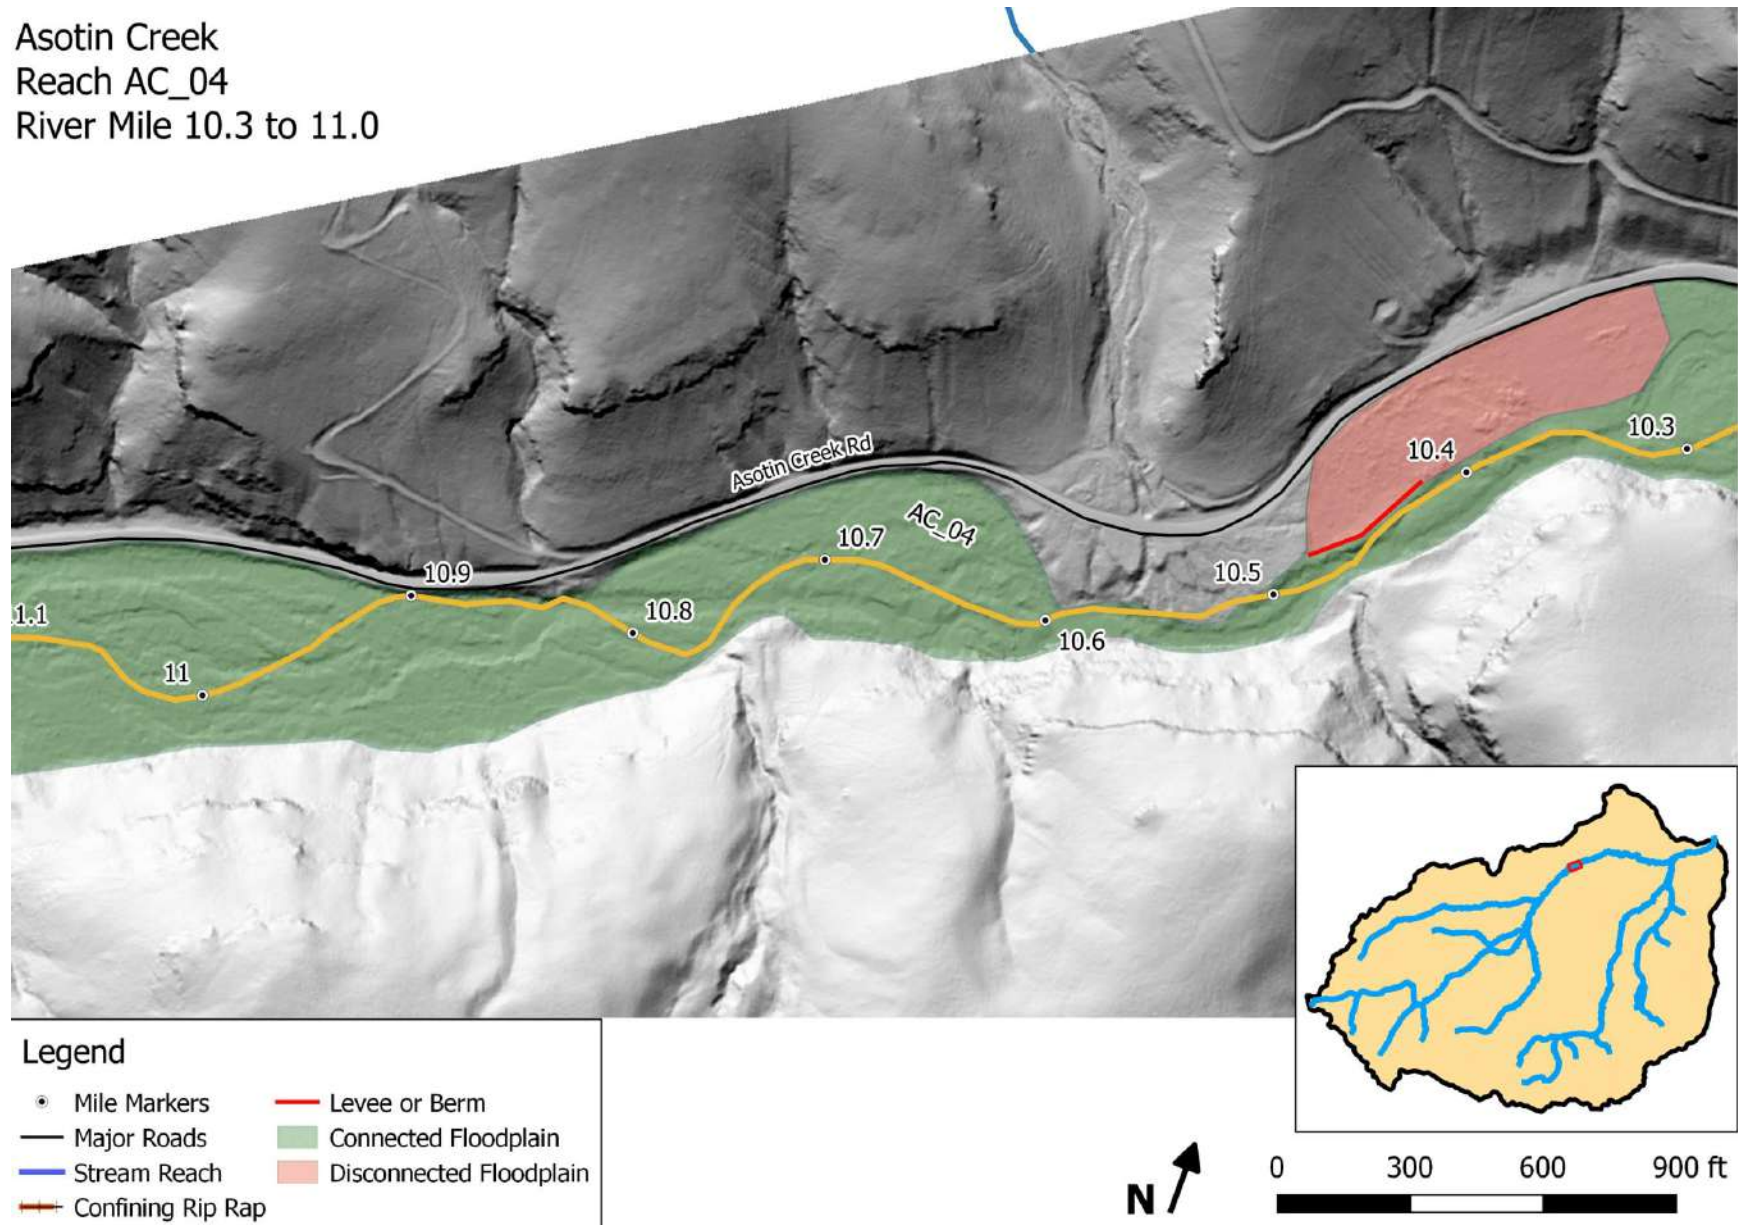 Asotin Creek
Reach AC_04
River Mile 10.3 to 11.0
Asotin Creek Rd
AC_04
10.3
10.4
10.5
10.6
10.7
10.8
10.9
11
1.1
Legend
Mile Markers
Major Roads
Stream Reach
Confining Rip Rap
Levee or Berm
Connected Floodplain
Disconnected Floodplain
N
0 300 600 900 ft